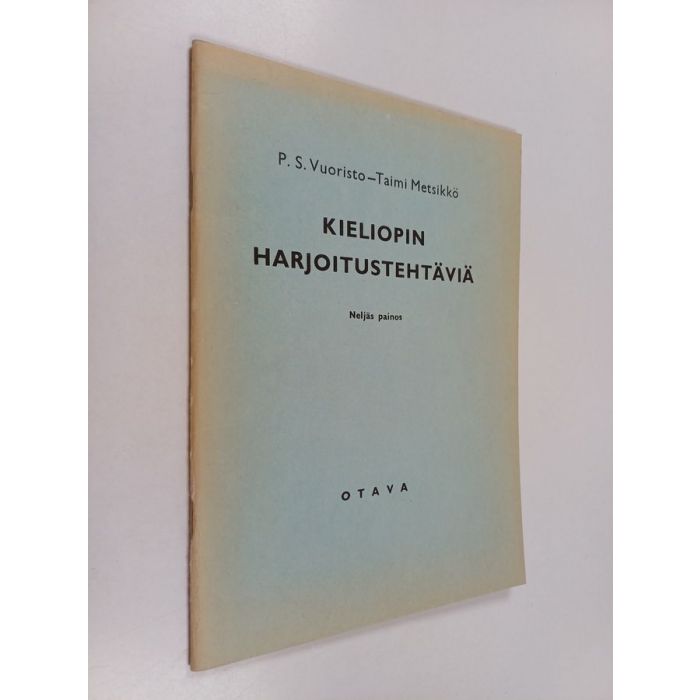 P. S. Vuoristo–Taimi Metsikkö
KIELIOPIN
HARJOITUSTEHTÄVIÄ
Neljäs painos
OTAVA